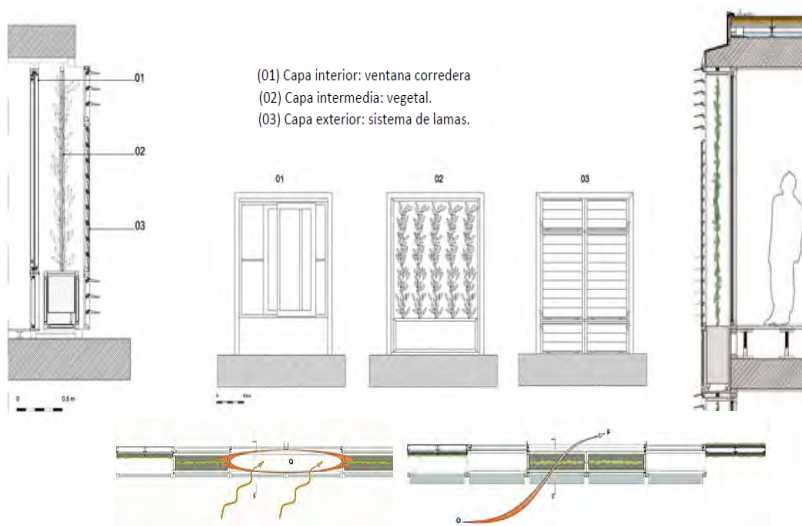 (01) Capa interior: ventana corredera
(02) Capa intermedia: vegetal.
(03) Capa exterior: sistema de lamas.
01
02
03
01
02
03
0
0.5 m
0
Q
F
Q